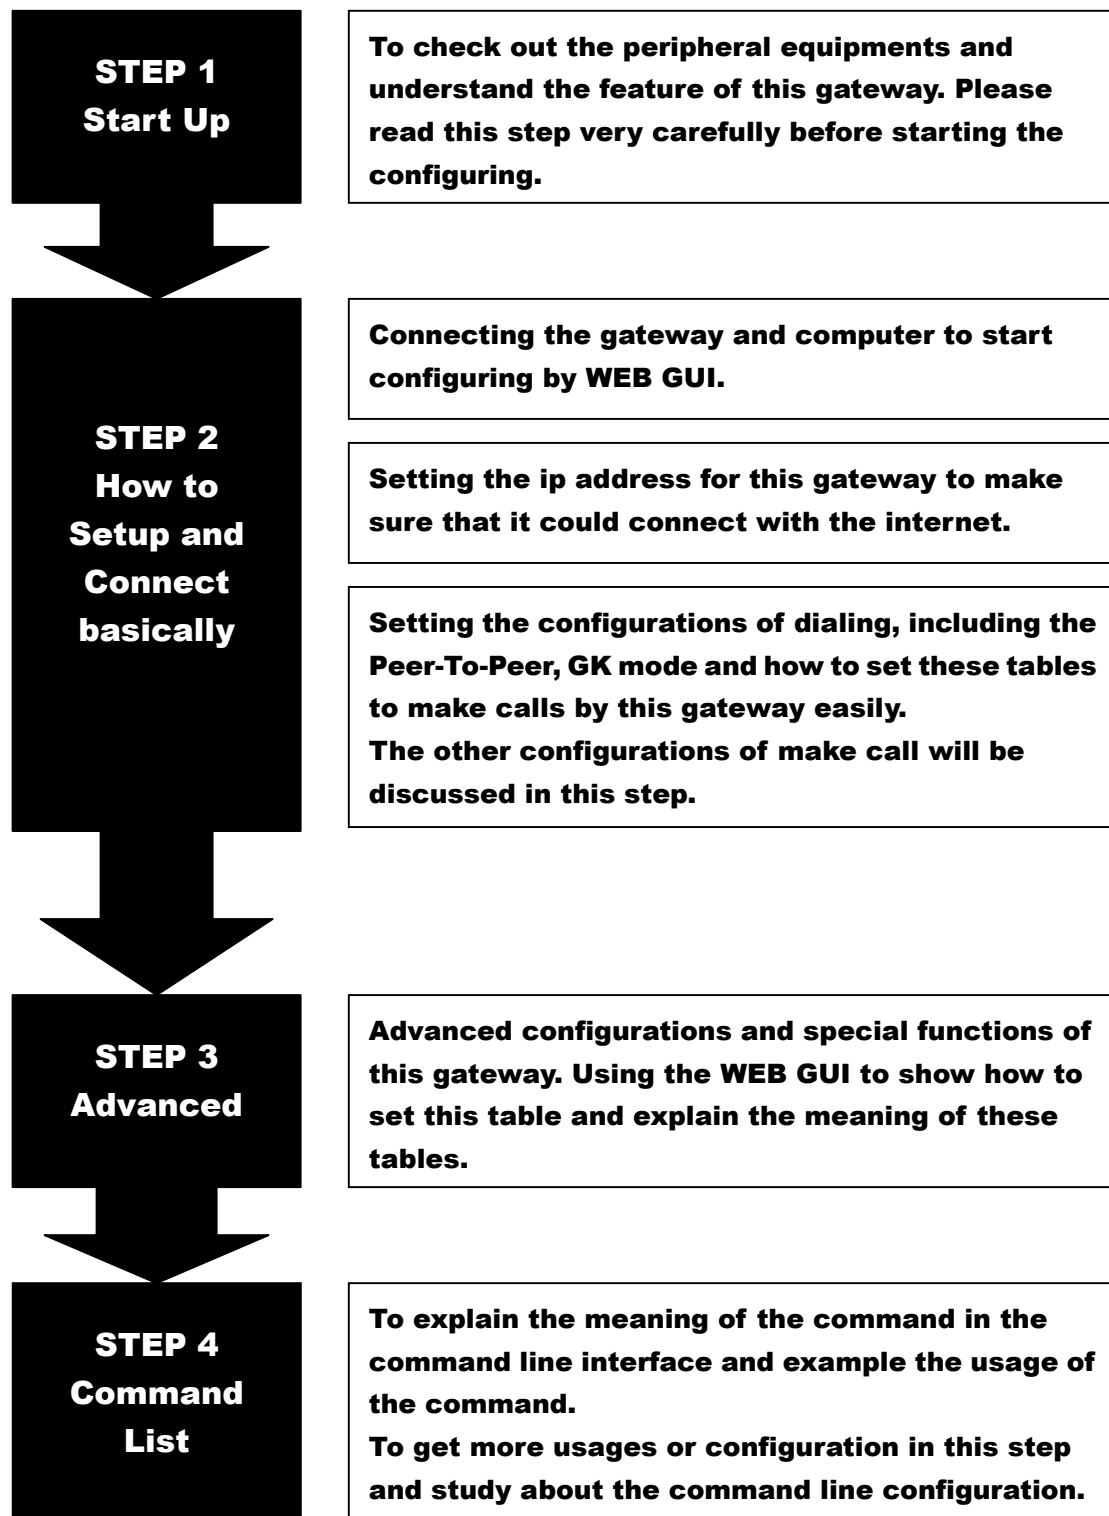 STEP 1
Start Up
To check out the peripheral equipments and
understand the feature of this gateway. Please
read this step very carefully before starting the
configuring.
STEP 2
How to
Setup and
Connect
basically
Connecting the gateway and computer to start
configuring by WEB GUI.
Setting the ip address for this gateway to make
sure that it could connect with the internet.
Setting the configurations of dialing, including the
Peer-To-Peer, GK mode and how to set these tables
to make calls by this gateway easily.
The other configurations of make call will be
discussed in this step.
STEP 3
Advanced
Advanced configurations and special functions of
this gateway. Using the WEB GUI to show how to
set this table and explain the meaning of these
tables.
STEP 4
Command
List
To explain the meaning of the command in the
command line interface and example the usage of
the command.
To get more usages or configuration in this step
and study about the command line configuration.